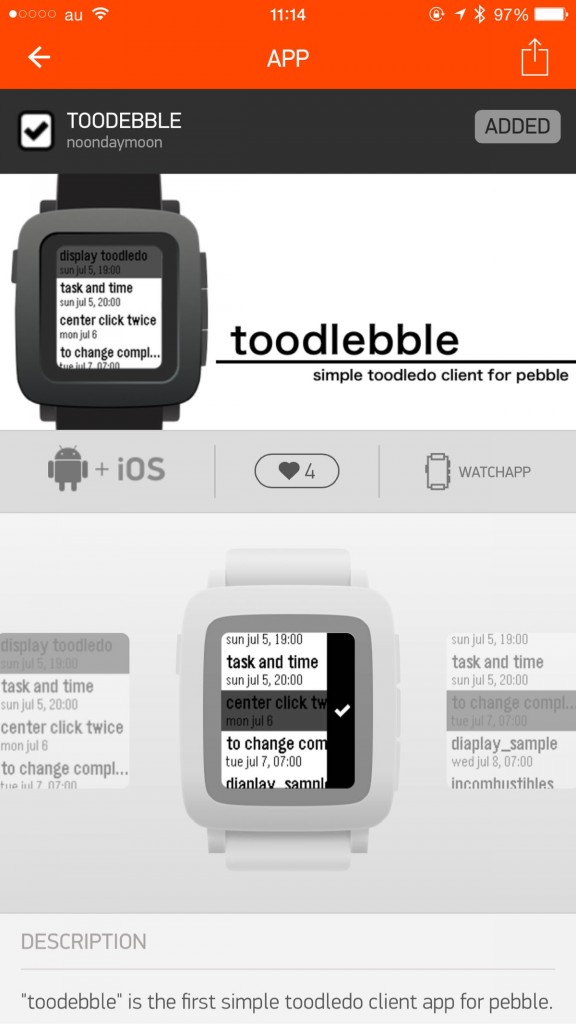 au 11:14 97%
APP
TOODEBBLE
noondaymoon
ADDED
display toodledo
sun jul 5, 19:00
task and time
sun jul 5, 20:00
center click twice
mon jul 6
to change compl...
tue jul 7, 07:00
toodlebble
simple toodledo client for pebble
+ iOS
4
WATCHAPP
display toodledo
sun jul 5, 19:00
task and time
sun jul 5, 20:00
center click twice
mon jul 6
to change compl...
tue jul 7, 07:00
sun jul 5, 19:00
task and time
sun jul 5, 20:00
center click tw
mon jul 6
to change com
tue jul 7, 07:00
diaplay_sampl
sun jul 5, 19:00
task and time
sun jul 5, 20:00
to change compl...
tue jul 7, 07:00
diaplay_sample
wed jul 8, 07:00
incombustibles
DESCRIPTION
"toodebble" is the first simple toodledo client app for pebble.